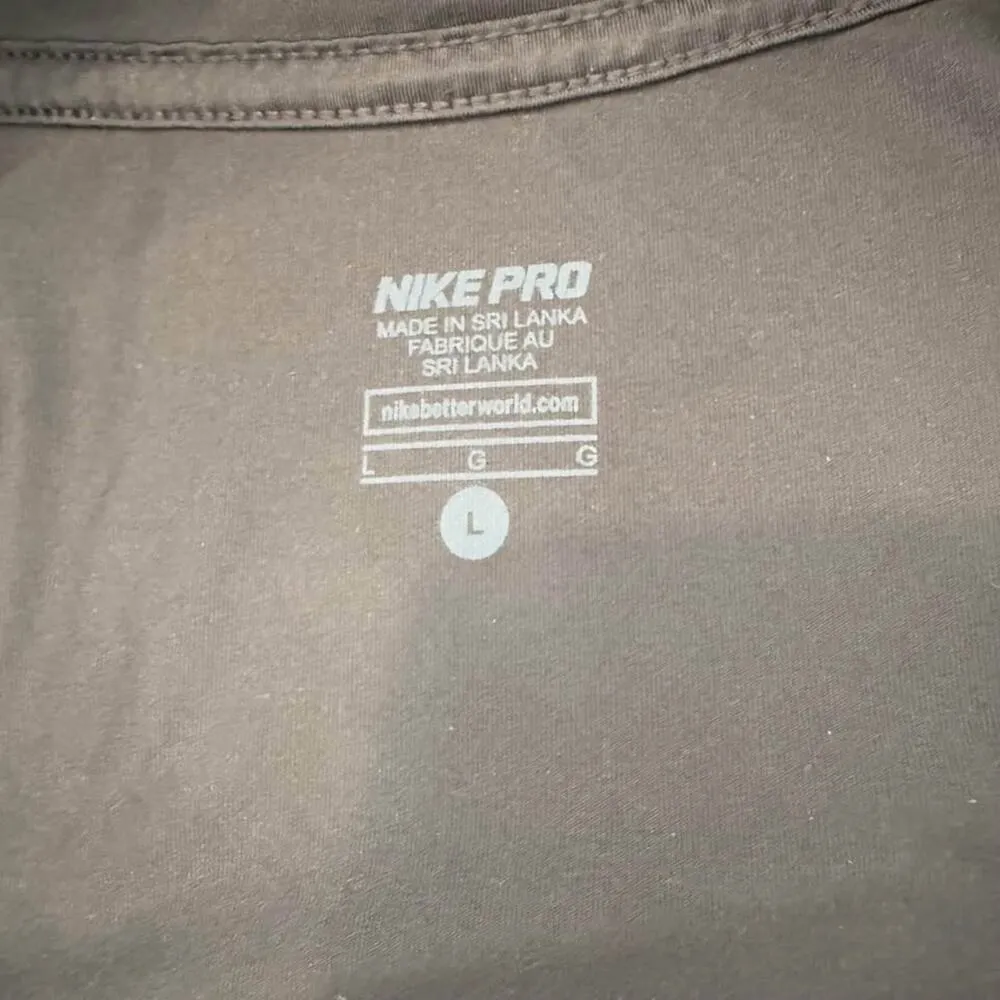 NIKE PRO
MADE IN SRI LANKA
FABRIQUE AU
SRI LANKA
nikebetterworld.com
L G G
L